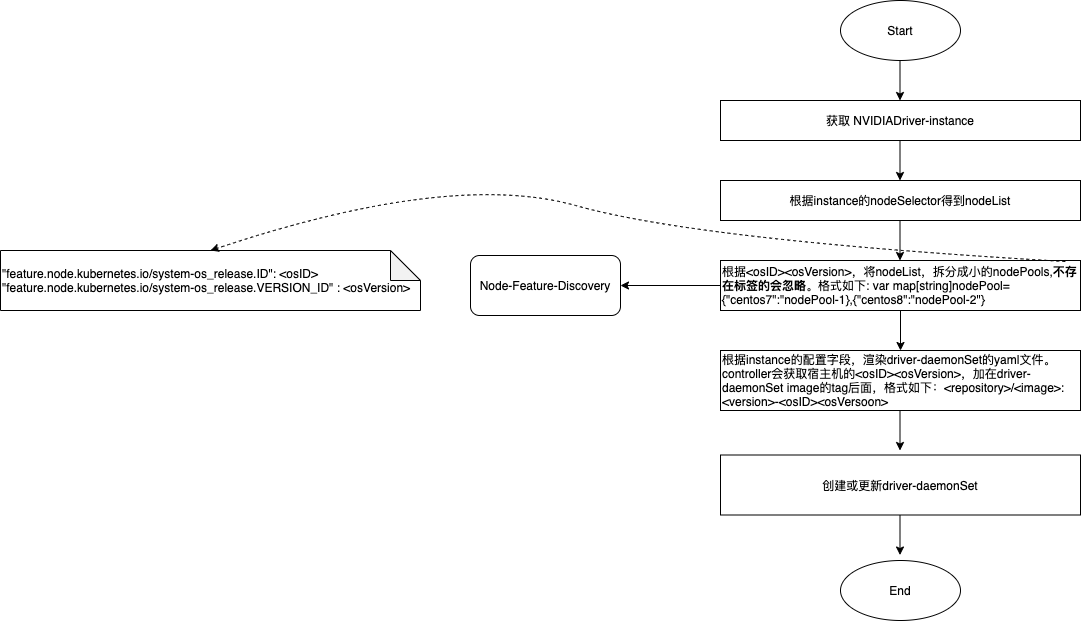 Start
获取 NVIDIADriver-instance
根据instance的nodeSelector得到nodeList
"feature.node.kubernetes.io/system-os_release.ID": <osID>
"feature.node.kubernetes.io/system-os_release.VERSION_ID" : <osVersion>
Node-Feature-Discovery
根据<osID><osVersion>，将nodeList，拆分成小的nodePools,不存
在标签的会忽略。格式如下: var map[string]nodePool=
{"centos7":"nodePool-1},{"centos8":"nodePool-2"}
根据instance的配置字段，渲染driver-daemonSet的yaml文件。
controller会获取宿主机的<osID><osVersion>，加在driver-
daemonSet image的tag后面，格式如下：<repository>/<image>:
<version>-<osID><osVersoon>
创建或更新driver-daemonSet
End